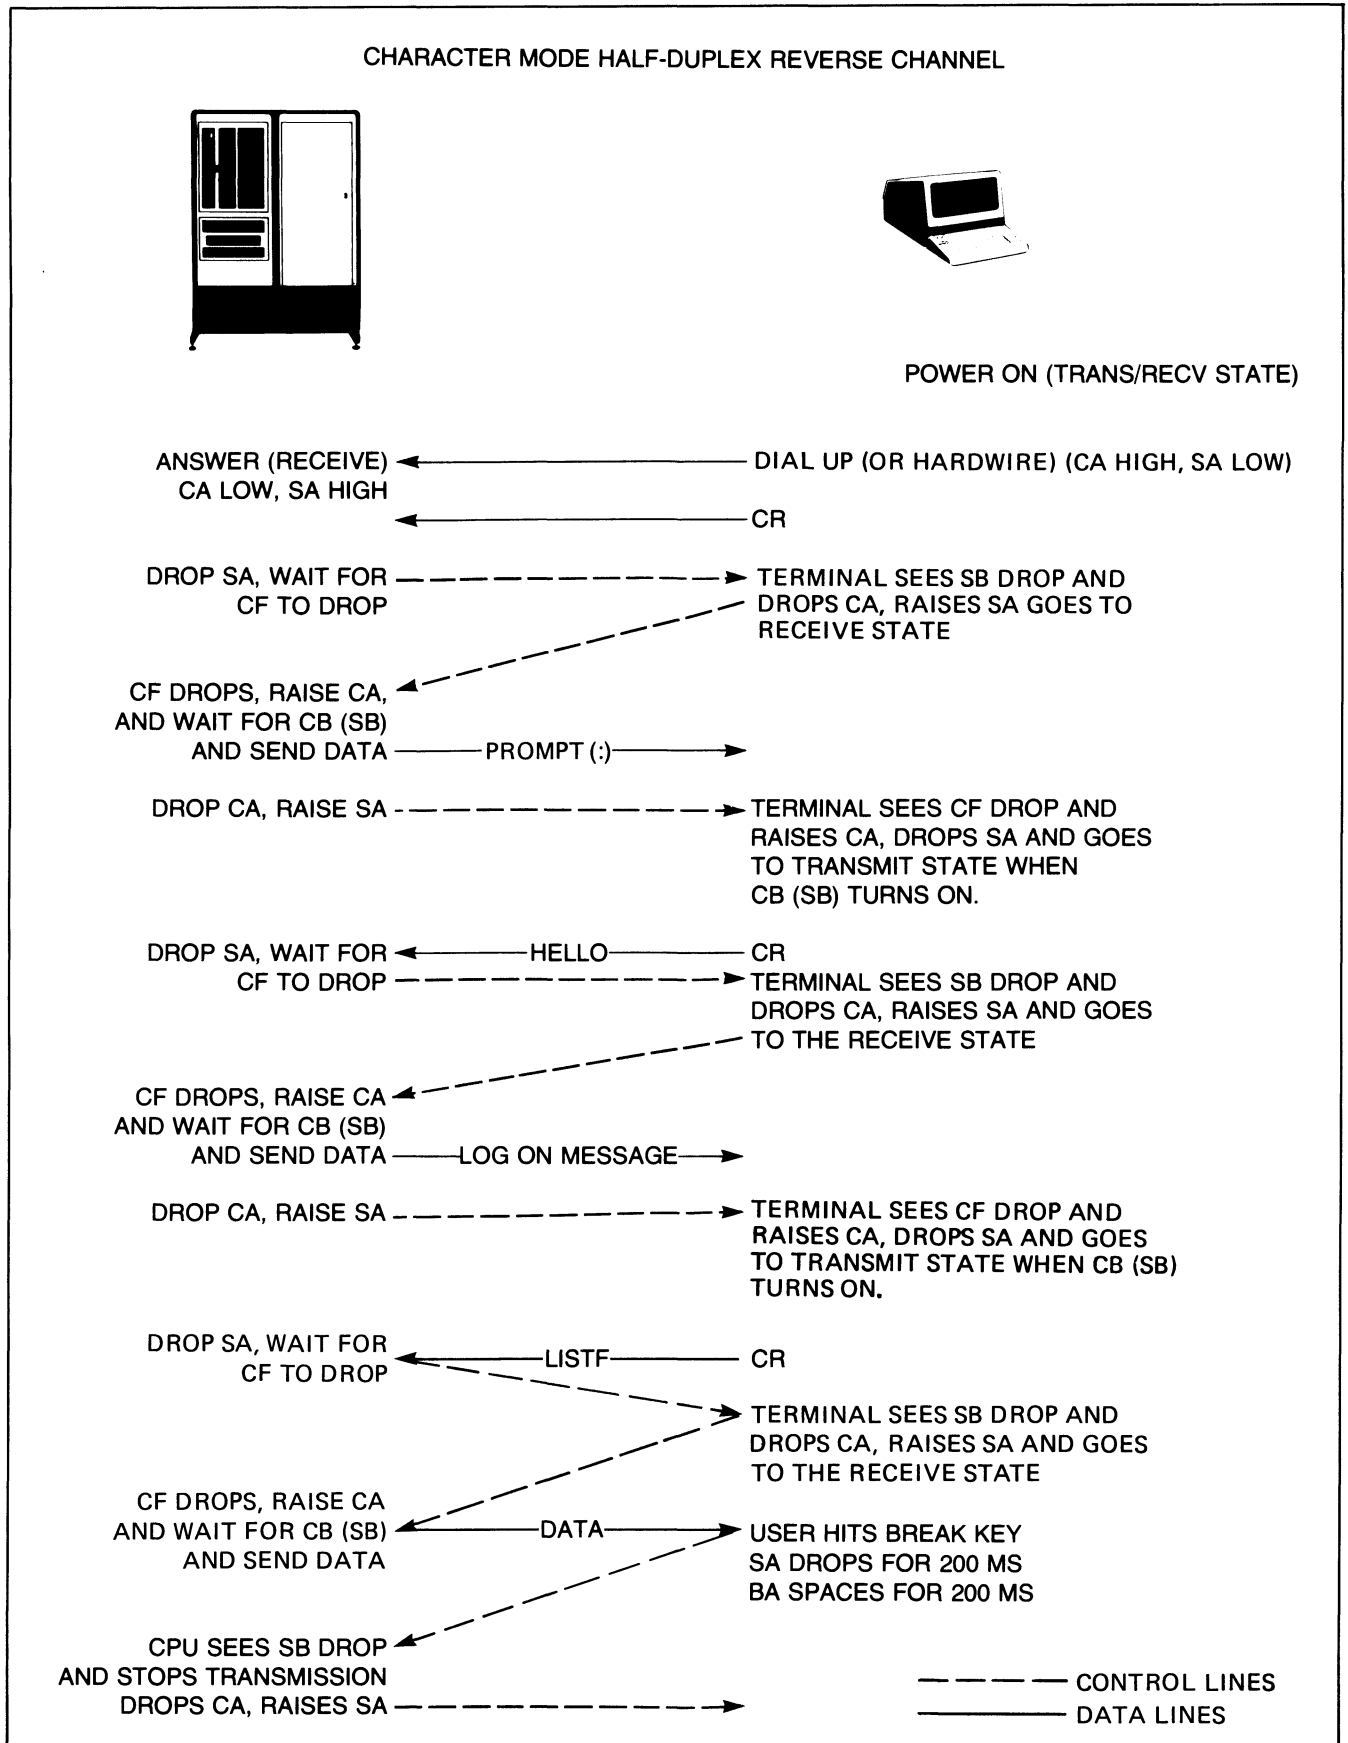 CHARACTER MODE HALF-DUPLEX REVERSE CHANNEL
POWER ON (TRANS/RECV STATE)
ANSWER (RECEIVE)
CA LOW, SA HIGH
DIAL UP (OR HARDWIRE) (CA HIGH, SA LOW)
CR
DROP SA, WAIT FOR
CF TO DROP
TERMINAL SEES SB DROP AND
DROPS CA, RAISES SA GOES TO
RECEIVE STATE
CF DROPS, RAISE CA,
AND WAIT FOR CB (SB)
AND SEND DATA
PROMPT (:)
DROP CA, RAISE SA
TERMINAL SEES CF DROP AND
RAISES CA, DROPS SA AND GOES
TO TRANSMIT STATE WHEN
CB (SB) TURNS ON.
DROP SA, WAIT FOR
CF TO DROP
HELLO
CR
TERMINAL SEES SB DROP AND
DROPS CA, RAISES SA AND GOES
TO THE RECEIVE STATE
CF DROPS, RAISE CA
AND WAIT FOR CB (SB)
AND SEND DATA
LOG ON MESSAGE
DROP CA, RAISE SA
TERMINAL SEES CF DROP AND
RAISES CA, DROPS SA AND GOES
TO TRANSMIT STATE WHEN CB (SB)
TURNS ON.
DROP SA, WAIT FOR
CF TO DROP
LISTF
CR
TERMINAL SEES SB DROP AND
DROPS CA, RAISES SA AND GOES
TO THE RECEIVE STATE
CF DROPS, RAISE CA
AND WAIT FOR CB (SB)
AND SEND DATA
DATA
USER HITS BREAK KEY
SA DROPS FOR 200 MS
BA SPACES FOR 200 MS
CPU SEES SB DROP
AND STOPS TRANSMISSION
DROPS CA, RAISES SA
CONTROL LINES
DATA LINES